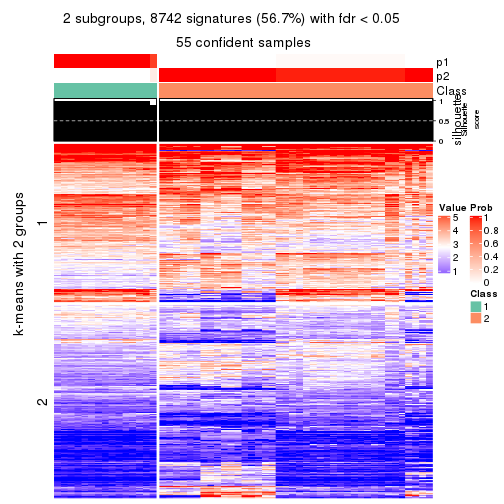 2 subgroups, 8742 signatures (56.7%) with fdr < 0.05
55 confident samples
p1
p2
Class
1
0.5
0
silhouette
Silhouette
score
k-means with 2 groups
1
2
Value
5
4
3
2
1
Prob
1
0.8
0.6
0.4
0.2
0
Class
1
2